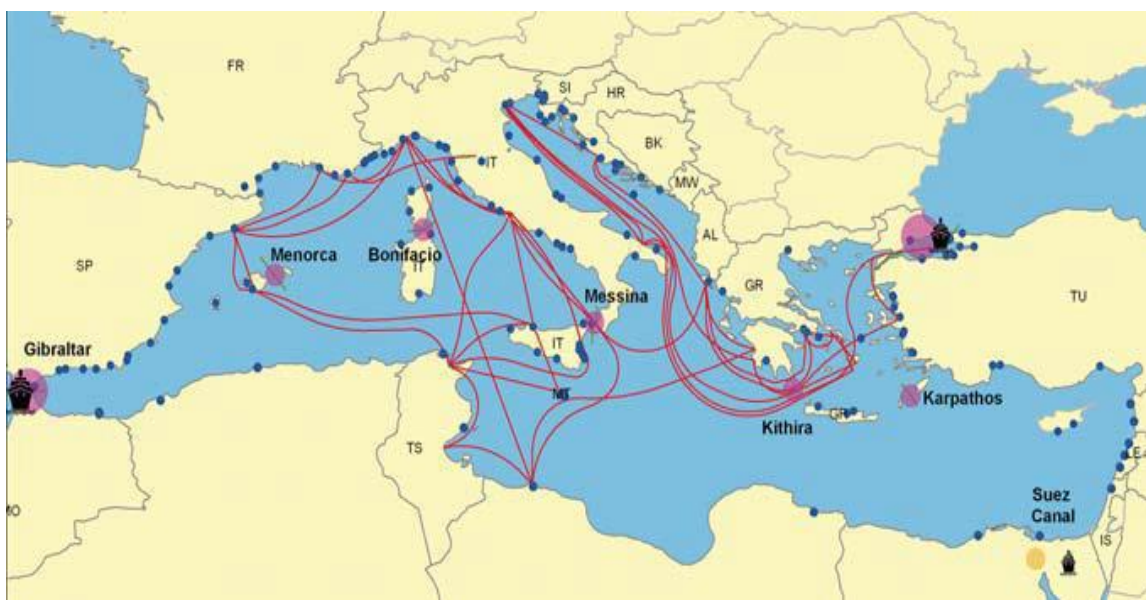 FR
SI
HR
IT
BK
MW
AL
SP
Menorca
Bonifacio
IT
GR
TU
Messina
Gibraltar
IT
MT
Karpathos
Kithira
GR
TS
LE
Suez
Canal
MO
IS